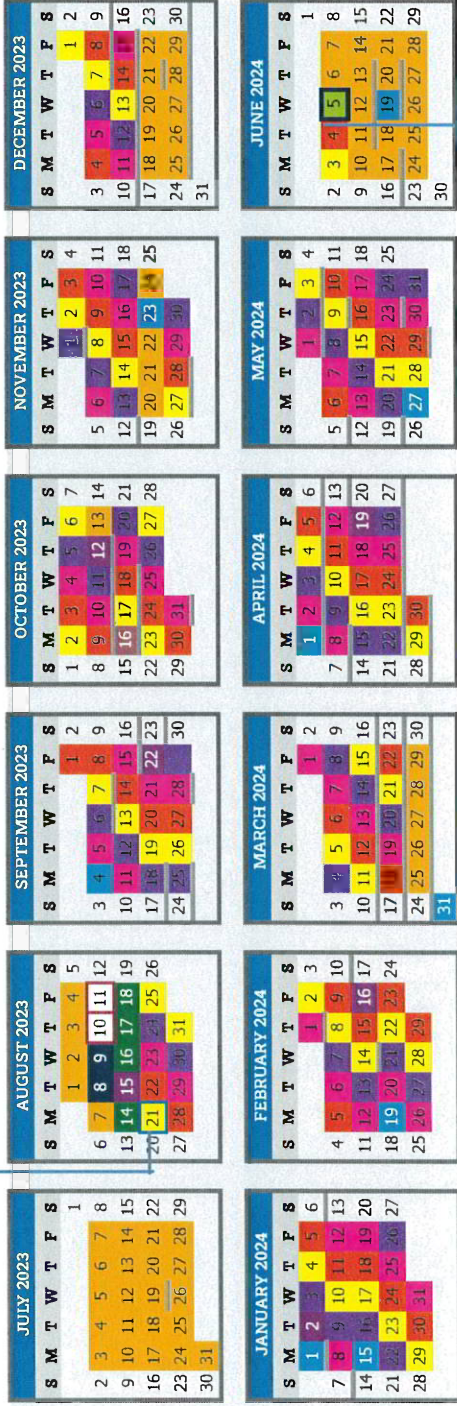 JULY 2023
S M T W T F S
1
2 3 4 5 6 7 8
9 10 11 12 13 14 15
16 17 18 19 20 21 22
23 24 25 26 27 28 29
30 31
AUGUST 2023
S M T W T F S
1 2 3 4 5
6 7 8 9 10 11 12
13 14 15 16 17 18 19
20 21 22 23 24 25 26
27 28 29 30 31
SEPTEMBER 2023
S M T W T F S
1 2
3 4 5 6 7 8 9
10 11 12 13 14 15 16
17 18 19 20 21 22 23
24 25 26 27 28 30
OCTOBER 2023
S M T W T F S
1 2 3 4 5 6 7
8 9 10 11 12 13 14
15 16 17 18 19 20 21
22 23 24 25 26 27 28
29 30 31
NOVEMBER 2023
S M T W T F S
1 2 3 4
5 6 7 8 9 10 11
12 13 14 15 16 17 18
19 20 21 22 23 25
26 27 28 29 30
DECEMBER 2023
S M T W T F S
1 2
3 4 5 6 7 8 9
10 11 12 13 14 16
17 18 19 20 21 22 23
24 25 26 27 28 29 30
31
JANUARY 2024
S M T W T F S
1 2 3 4 5 6
7 8 9 10 11 12 13
14 15 16 17 18 19 20
21 22 23 24 25 26 27
28 29 30 31
FEBRUARY 2024
S M T W T F S
1 2 3
4 5 6 7 8 9 10
11 12 13 14 15 16 17
18 19 20 21 22 23 24
25 26 27 28 29
MARCH 2024
S M T W T F S
1 2
3 4 5 6 7 8 9
10 11 12 13 14 15 16
17 19 20 21 22 23
24 25 26 27 28 29 30
31
APRIL 2024
S M T W T F S
1 2 3 4 5 6
7 8 9 10 11 12 13
14 15 16 17 18 19 20
21 22 23 24 25 26 27
28 29 30
MAY 2024
S M T W T F S
1 2 3 4
5 6 7 8 9 10 11
12 13 14 15 16 17 18
19 20 21 22 23 24 25
26 27 28 29 30 31
JUNE 2024
S M T W T F S
1
2 3 4 5 6 7 8
9 10 11 12 13 14 15
16 17 18 19 20 21 22
23 24 25 26 27 28 29
30